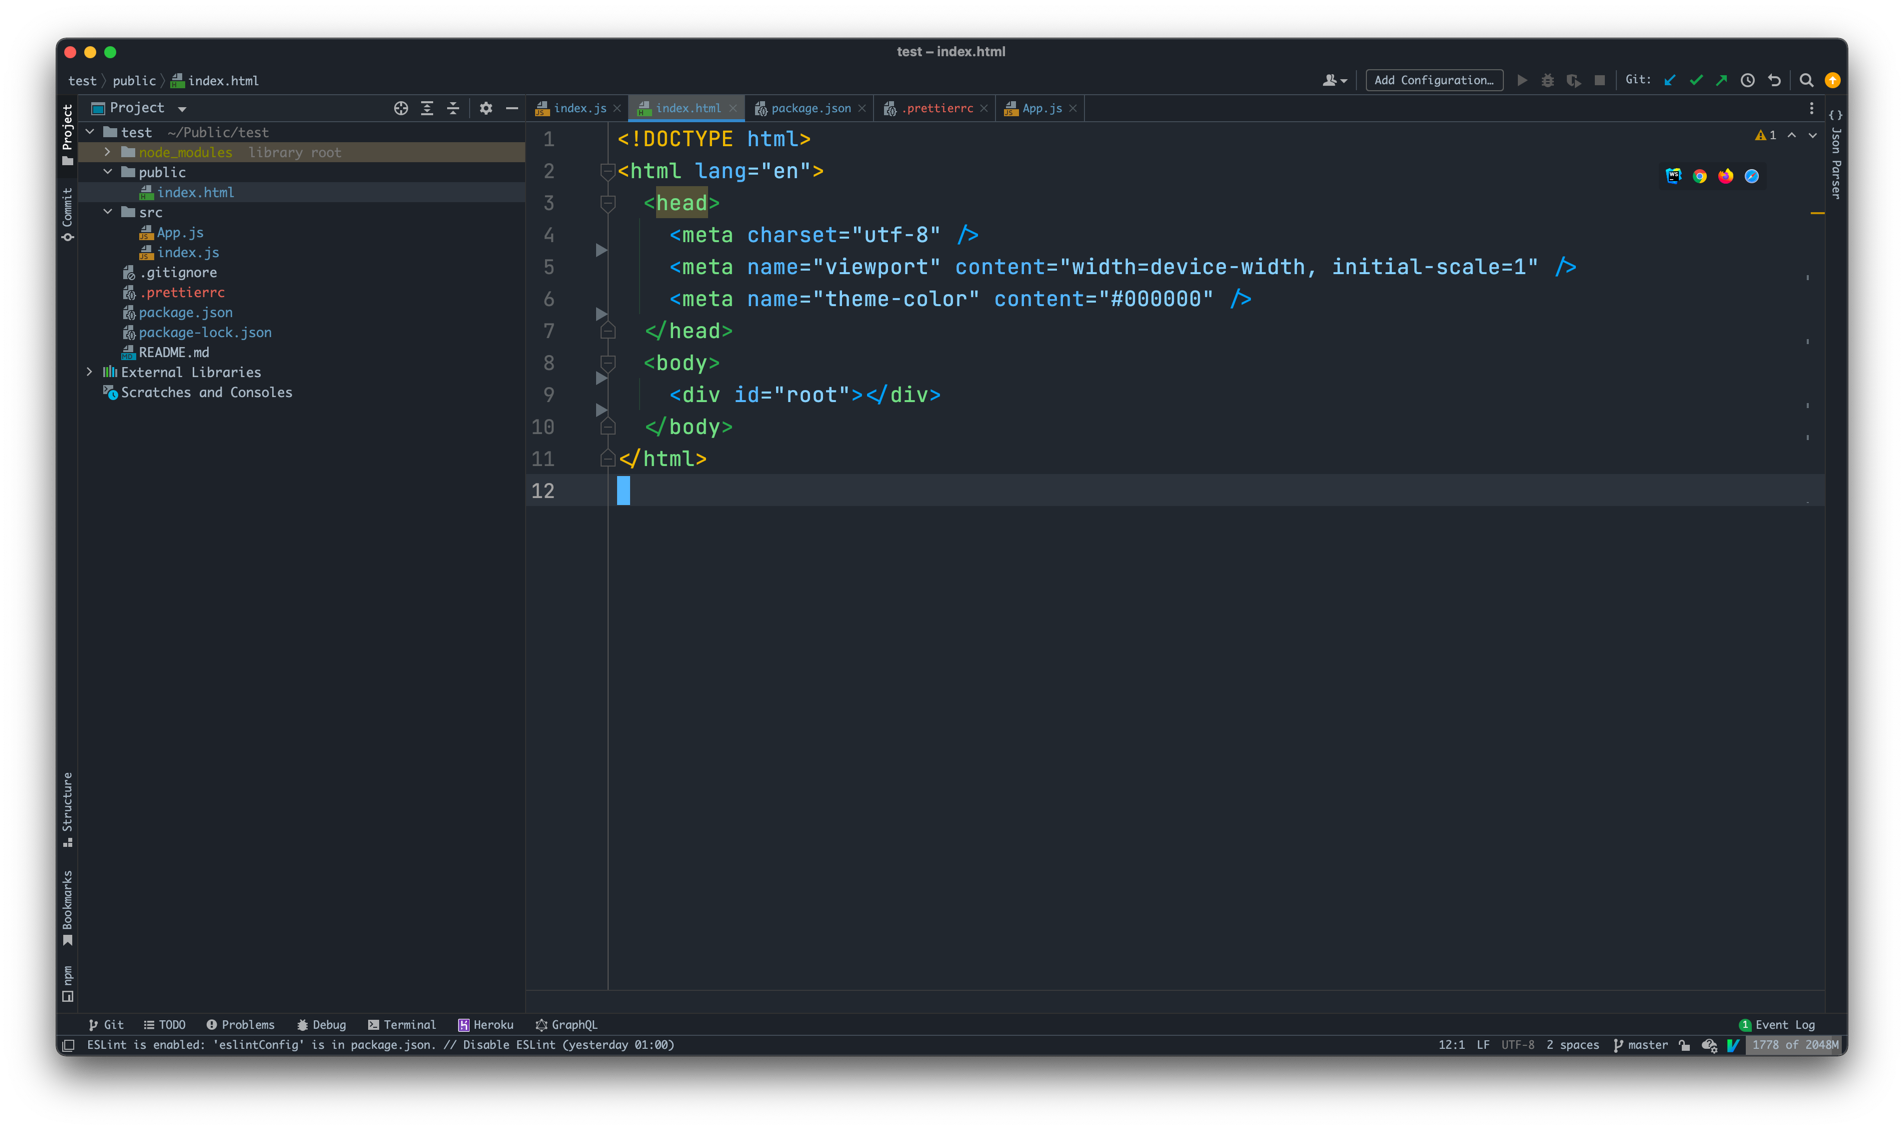 test – index.html
test public index.html
Add Configuration... Git:
Project
index.js index.html package.json .prettierrc App.js
Project
Commit
Structure
Bookmarks
npm
test ~/Public/test
node_modules library root
public
index.html
src
App.js
index.js
.gitignore
.prettierrc
package.json
package-lock.json
README.md
External Libraries
Scratches and Consoles
1 <!DOCTYPE html>
2 <html lang="en">
3 <head>
4 <meta charset="utf-8" />
5 <meta name="viewport" content="width=device-width, initial-scale=1" />
6 <meta name="theme-color" content="#000000" />
7 </head>
8 <body>
9 <div id="root"></div>
10 </body>
11 </html>
12
1
{} Json Parser
Git TODO Problems Debug Terminal Heroku GraphQL
1 Event Log
ESLint is enabled: 'eslintConfig' is in package.json. // Disable ESLint (yesterday 01:00)
12:1 LF UTF-8 2 spaces master 1778 of 2048M